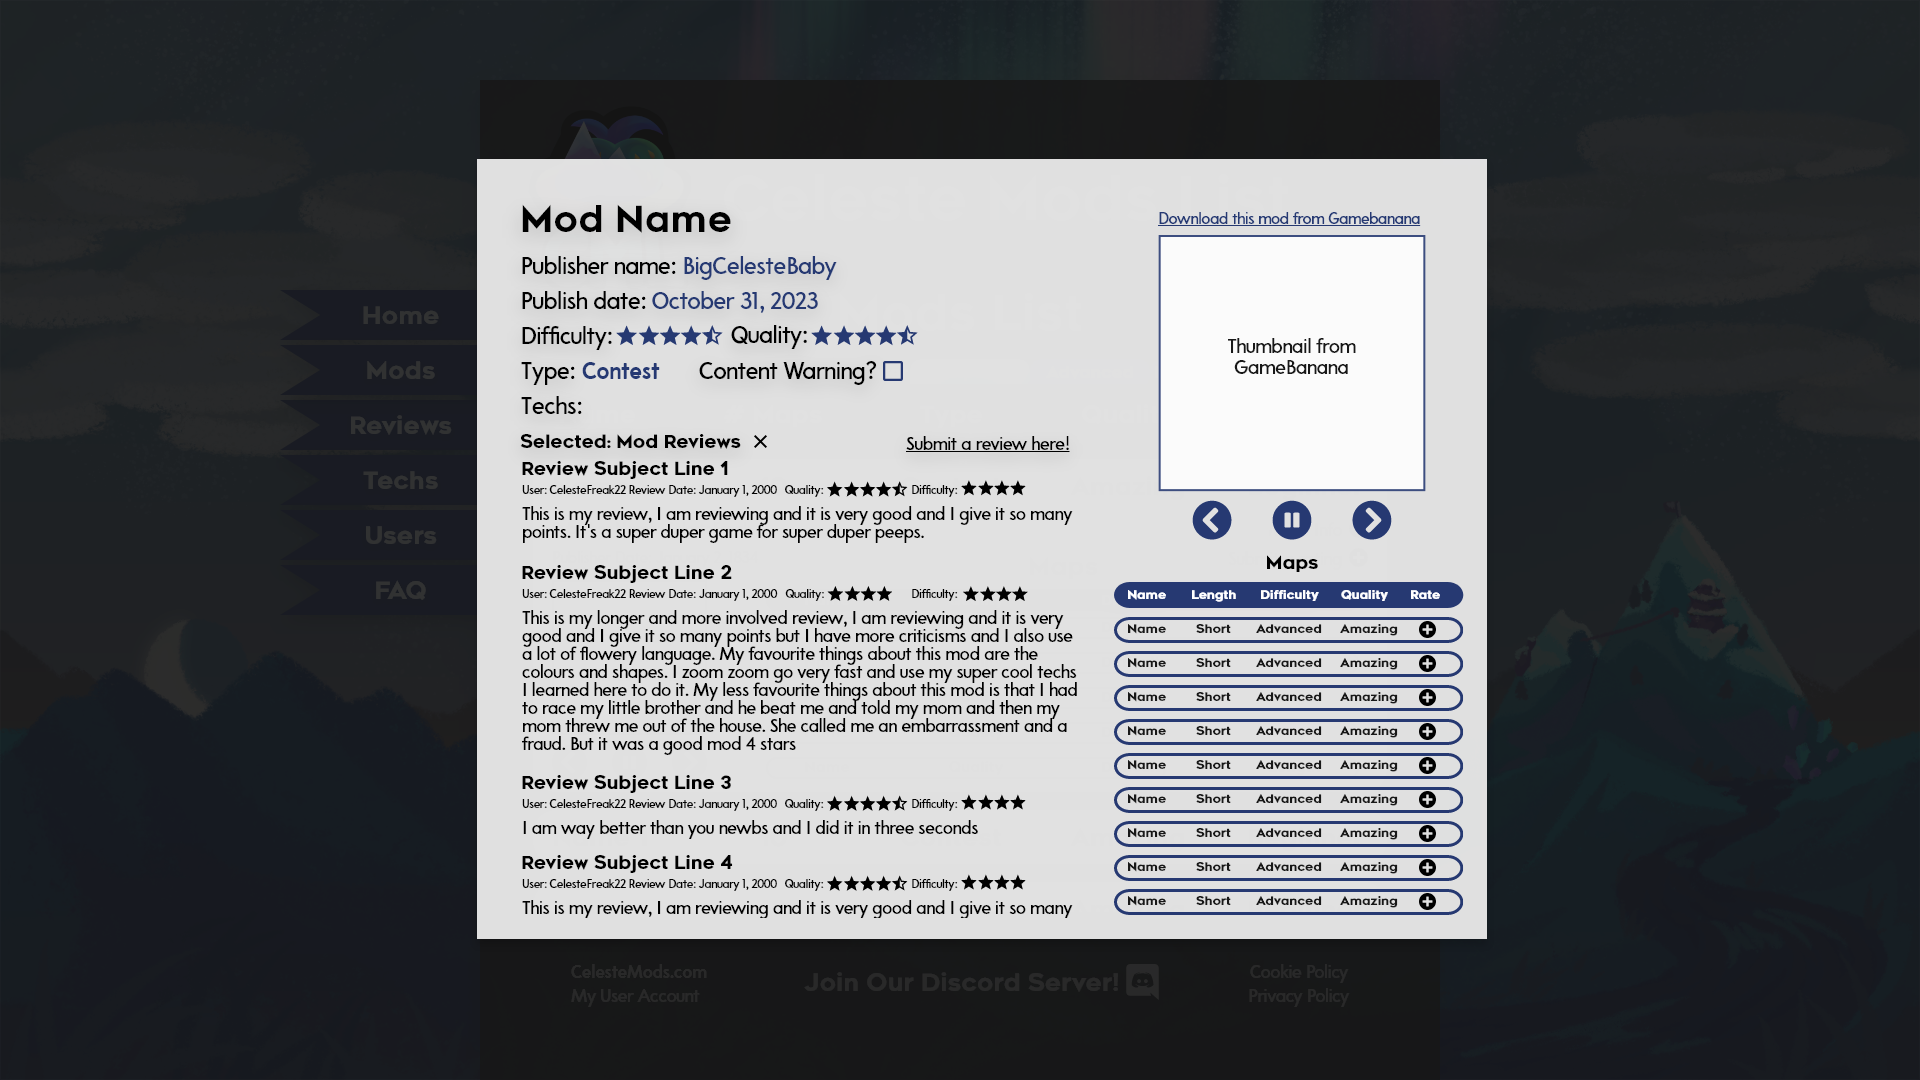 Home
Mods
Reviews
Techs
Users
FAQ
Mod Name
Publisher name: BigCelesteBaby
Publish date: October 31, 2023
Difficulty: Quality:
Type: Contest Content Warning?
Techs:
Selected: Mod Reviews Submit a review here!
Review Subject Line 1
User: CelesteFreak22 Review Date: January 1, 2000 Quality: Difficulty:
This is my review, I am reviewing and it is very good and I give it so many
points. It's a super duper game for super duper peeps.
Review Subject Line 2
User: CelesteFreak22 Review Date: January 1, 2000 Quality: Difficulty:
This is my longer and more involved review, I am reviewing and it is very
good and I give it so many points but I have more criticisms and I also use
a lot of flowery language. My favourite things about this mod are the
colours and shapes. I zoom zoom go very fast and use my super cool techs
I learned here to do it. My less favourite things about this mod is that I had
to race my little brother and he beat me and told my mom and then my
mom threw me out of the house. She called me an embarrassment and a
fraud. But it was a good mod 4 stars
Review Subject Line 3
User: CelesteFreak22 Review Date: January 1, 2000 Quality: Difficulty:
I am way better than you newbs and I did it in three seconds
Review Subject Line 4
User: CelesteFreak22 Review Date: January 1, 2000 Quality: Difficulty:
This is my review, I am reviewing and it is very good and I give it so many
Download this mod from Gamebanana
Thumbnail from
GameBanana
Maps
Name Length Difficulty Quality Rate
Name Short Advanced Amazing
Name Short Advanced Amazing
Name Short Advanced Amazing
Name Short Advanced Amazing
Name Short Advanced Amazing
Name Short Advanced Amazing
Name Short Advanced Amazing
Name Short Advanced Amazing
Name Short Advanced Amazing
CelesteMods.com
My User Account
Join Our Discord Server!
Cookie Policy
Privacy Policy